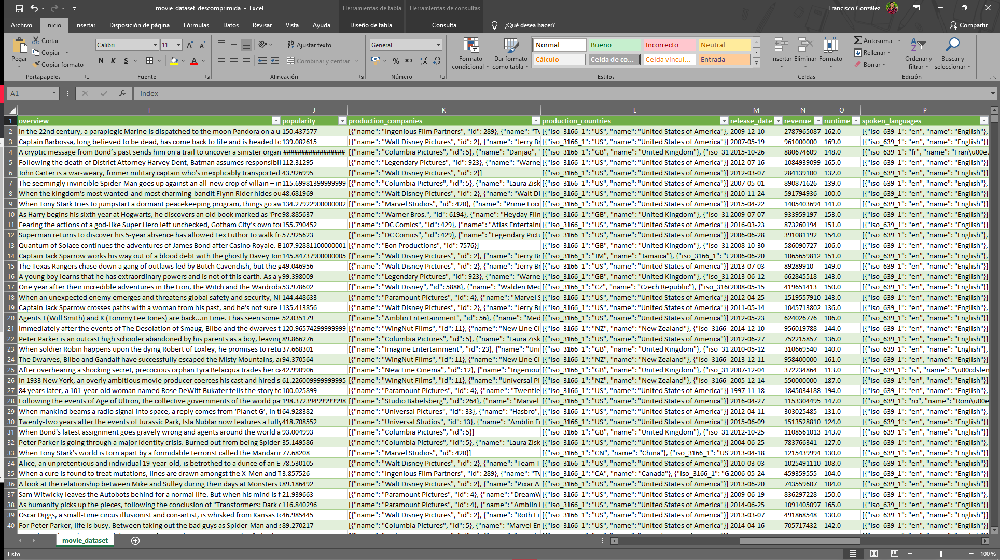 movie_dataset_descomprimida - Excel
Herramientas de tabla
Herramientas de consultas
Francisco González
Archivo Inicio Insertar Disposición de página Fórmulas Datos Revisar Vista Ayuda Diseño de tabla Consulta ¿Qué desea hacer? Compartir
Pegar
Cortar
Copiar
Copiar formato
Portapapeles
Calibri 11
N K S
Fuente
Ajustar texto
Combinar y centrar
Alineación
General
% 000
Número
Formato condicional
Dar formato como tabla
Normal Bueno Incorrecto Neutral
Cálculo Celda de co... Celda vincul... Entrada
Estilos
Insertar Eliminar Formato
Celdas
Autosuma
Rellenar
Borrar
Ordenar y filtrar
Buscar y seleccionar
Edición
A1 fx index
I J K L M N O P
1 overview popularity production_companies production_countries release_date revenue runtime spoken_languages
2 In the 22nd century, a paraplegic Marine is dispatched to the moon Pandora on a u 150.437577 [{"name": "Ingenious Film Partners", "id": 289}, {"name": "Tv [{"iso_3166_1": "US", "name": "United States of America"}, 2009-12-10 2787965087 162.0 [{"iso_639_1": "en", "name": "English"},
3 Captain Barbossa, long believed to be dead, has come back to life and is headed to 139.082615 [{"name": "Walt Disney Pictures", "id": 2}, {"name": "Jerry Br [{"iso_3166_1": "US", "name": "United States of America"}] 2007-05-19 961000000 169.0 [{"iso_639_1": "en", "name": "English"}]
4 A cryptic message from Bond’s past sends him on a trail to uncover a sinister organ ################# [{"name": "Columbia Pictures", "id": 5}, {"name": "Danjaq", " [{"iso_3166_1": "GB", "name": "United Kingdom"}, {"iso_31 2015-10-26 880674609 148.0 [{"iso_639_1": "fr", "name": "Fran\u00e7
5 Following the death of District Attorney Harvey Dent, Batman assumes responsibil 112.31295 [{"name": "Legendary Pictures", "id": 923}, {"name": "Warne [{"iso_3166_1": "US", "name": "United States of America"}] 2012-07-16 1084939099 165.0 [{"iso_639_1": "en", "name": "English"}]
6 John Carter is a war-weary, former military captain who's inexplicably transported 43.926995 [{"name": "Walt Disney Pictures", "id": 2}] [{"iso_3166_1": "US", "name": "United States of America"}] 2012-03-07 284139100 132.0 [{"iso_639_1": "en", "name": "English"}]
7 The seemingly invincible Spider-Man goes up against an all-new crop of villain – in 115.69981399999999 [{"name": "Columbia Pictures", "id": 5}, {"name": "Laura Zisk [{"iso_3166_1": "US", "name": "United States of America"}] 2007-05-01 890871626 139.0 [{"iso_639_1": "en", "name": "English"},
8 When the kingdom's most wanted-and most charming-bandit Flynn Rider hides ou 48.681969 [{"name": "Walt Disney Pictures", "id": 2}, {"name": "Walt Di [{"iso_3166_1": "US", "name": "United States of America"}] 2010-11-24 591794936 100.0 [{"iso_639_1": "en", "name": "English"}]
9 When Tony Stark tries to jumpstart a dormant peacekeeping program, things go aw 134.27922900000002 [{"name": "Marvel Studios", "id": 420}, {"name": "Prime Focu [{"iso_3166_1": "US", "name": "United States of America"}] 2015-04-22 1405403694 141.0 [{"iso_639_1": "en", "name": "English"}]
10 As Harry begins his sixth year at Hogwarts, he discovers an old book marked as 'Pro 98.885637 [{"name": "Warner Bros.", "id": 6194}, {"name": "Heyday Film [{"iso_3166_1": "GB", "name": "United Kingdom"}, {"iso_31 2009-07-07 933959197 153.0 [{"iso_639_1": "en", "name": "English"}]
11 Fearing the actions of a god-like Super Hero left unchecked, Gotham City’s own for 155.790452 [{"name": "DC Comics", "id": 429}, {"name": "Atlas Entertainn [{"iso_3166_1": "US", "name": "United States of America"}] 2016-03-23 873260194 151.0 [{"iso_639_1": "en", "name": "English"}]
12 Superman returns to discover his 5-year absence has allowed Lex Luthor to walk fr 57.925623 [{"name": "DC Comics", "id": 429}, {"name": "Legendary Pictu [{"iso_3166_1": "US", "name": "United States of America"}] 2006-06-28 391081192 154.0 [{"iso_639_1": "en", "name": "English"},
13 Quantum of Solace continues the adventures of James Bond after Casino Royale. B 107.92881100000001 [{"name": "Eon Productions", "id": 7576}] [{"iso_3166_1": "GB", "name": "United Kingdom"}, {"iso_31 2008-10-30 586090727 106.0 [{"iso_639_1": "en", "name": "English"},
14 Captain Jack Sparrow works his way out of a blood debt with the ghostly Davey Jon 145.84737900000005 [{"name": "Walt Disney Pictures", "id": 2}, {"name": "Jerry Br [{"iso_3166_1": "JM", "name": "Jamaica"}, {"iso_3166_1": "U 2006-06-20 1065659812 151.0 [{"iso_639_1": "en", "name": "English"},
15 The Texas Rangers chase down a gang of outlaws led by Butch Cavendish, but the g 49.046956 [{"name": "Walt Disney Pictures", "id": 2}, {"name": "Jerry Br [{"iso_3166_1": "US", "name": "United States of America"}] 2013-07-03 89289910 149.0 [{"iso_639_1": "en", "name": "English"}]
16 A young boy learns that he has extraordinary powers and is not of this earth. As a y 99.398009 [{"name": "Legendary Pictures", "id": 923}, {"name": "Warne [{"iso_3166_1": "GB", "name": "United Kingdom"}, {"iso_31 2013-06-12 662845518 143.0 [{"iso_639_1": "en", "name": "English"}]
17 One year after their incredible adventures in the Lion, the Witch and the Wardrobe 53.978602 [{"name": "Walt Disney", "id": 5888}, {"name": "Walden Med [{"iso_3166_1": "CZ", "name": "Czech Republic"}, {"iso_316 2008-05-15 419651413 150.0 [{"iso_639_1": "en", "name": "English"}]
18 When an unexpected enemy emerges and threatens global safety and security, Ni 144.448633 [{"name": "Paramount Pictures", "id": 4}, {"name": "Marvel S [{"iso_3166_1": "US", "name": "United States of America"}] 2012-04-25 1519557910 143.0 [{"iso_639_1": "en", "name": "English"}]
19 Captain Jack Sparrow crosses paths with a woman from his past, and he's not sure i 135.413856 [{"name": "Walt Disney Pictures", "id": 2}, {"name": "Jerry Br [{"iso_3166_1": "US", "name": "United States of America"}] 2011-05-14 1045713802 136.0 [{"iso_639_1": "en", "name": "English"},
20 Agents J (Will Smith) and K (Tommy Lee Jones) are back...in time. J has seen some 52.035179 [{"name": "Amblin Entertainment", "id": 56}, {"name": "Med [{"iso_3166_1": "US", "name": "United States of America"}] 2012-05-23 624026776 106.0 [{"iso_639_1": "en", "name": "English"}]
21 Immediately after the events of The Desolation of Smaug, Bilbo and the dwarves t 120.96574299999999 [{"name": "WingNut Films", "id": 11}, {"name": "New Line Ci [{"iso_3166_1": "NZ", "name": "New Zealand"}, {"iso_3166_ 2014-12-10 956019788 144.0 [{"iso_639_1": "en", "name": "English"}]
22 Peter Parker is an outcast high schooler abandoned by his parents as a boy, leaving 89.866276 [{"name": "Columbia Pictures", "id": 5}, {"name": "Laura Zisk [{"iso_3166_1": "US", "name": "United States of America"}] 2012-06-27 752215857 136.0 [{"iso_639_1": "en", "name": "English"}]
23 When soldier Robin happens upon the dying Robert of Loxley, he promises to retu 37.668301 [{"name": "Imagine Entertainment", "id": 23}, {"name": "Uni [{"iso_3166_1": "GB", "name": "United Kingdom"}, {"iso_31 2010-05-12 310669540 140.0 [{"iso_639_1": "en", "name": "English"},
24 The Dwarves, Bilbo and Gandalf have successfully escaped the Misty Mountains, a 94.370564 [{"name": "WingNut Films", "id": 11}, {"name": "New Line Ci [{"iso_3166_1": "NZ", "name": "New Zealand"}, {"iso_3166_ 2013-12-11 958400000 161.0 [{"iso_639_1": "en", "name": "English"}]
25 After overhearing a shocking secret, precocious orphan Lyra Belacqua trades her ca 42.990906 [{"name": "New Line Cinema", "id": 12}, {"name": "Ingenious [{"iso_3166_1": "GB", "name": "United Kingdom"}, {"iso_31 2007-12-04 372234864 113.0 [{"iso_639_1": "is", "name": "\u00cdslen
26 In 1933 New York, an overly ambitious movie producer coerces his cast and hired s 61.226009999999995 [{"name": "WingNut Films", "id": 11}, {"name": "Universal Pi [{"iso_3166_1": "NZ", "name": "New Zealand"}, {"iso_3166_ 2005-12-14 550000000 187.0 [{"iso_639_1": "en", "name": "English"}]
27 84 years later, a 101-year-old woman named Rose DeWitt Bukater tells the story to 100.025899 [{"name": "Paramount Pictures", "id": 4}, {"name": "Twentie [{"iso_3166_1": "US", "name": "United States of America"}] 1997-11-18 1845034188 194.0 [{"iso_639_1": "en", "name": "English"},
28 Following the events of Age of Ultron, the collective governments of the world pa 198.37239499999998 [{"name": "Studio Babelsberg", "id": 264}, {"name": "Marvel [{"iso_3166_1": "US", "name": "United States of America"}] 2016-04-27 1153304495 147.0 [{"iso_639_1": "ro", "name": "Rom\u00e
29 When mankind beams a radio signal into space, a reply comes from ‘Planet G’, in th 64.928382 [{"name": "Universal Pictures", "id": 33}, {"name": "Hasbro", [{"iso_3166_1": "US", "name": "United States of America"}] 2012-04-11 303025485 131.0 [{"iso_639_1": "en", "name": "English"},
30 Twenty-two years after the events of Jurassic Park, Isla Nublar now features a fully 418.708552 [{"name": "Universal Studios", "id": 13}, {"name": "Amblin E [{"iso_3166_1": "US", "name": "United States of America"}] 2015-06-09 1513528810 124.0 [{"iso_639_1": "en", "name": "English"}]
31 When Bond's latest assignment goes gravely wrong and agents around the world a 93.004993 [{"name": "Columbia Pictures", "id": 5}] [{"iso_3166_1": "GB", "name": "United Kingdom"}, {"iso_31 2012-10-25 1108561013 143.0 [{"iso_639_1": "en", "name": "English"}]
32 Peter Parker is going through a major identity crisis. Burned out from being Spider 35.149586 [{"name": "Columbia Pictures", "id": 5}, {"name": "Laura Zisk [{"iso_3166_1": "US", "name": "United States of America"}] 2004-06-25 783766341 127.0 [{"iso_639_1": "en", "name": "English"}]
33 When Tony Stark's world is torn apart by a formidable terrorist called the Mandarin 77.68208 [{"name": "Marvel Studios", "id": 420}] [{"iso_3166_1": "CN", "name": "China"}, {"iso_3166_1": "US 2013-04-18 1215439994 130.0 [{"iso_639_1": "en", "name": "English"}]
34 Alice, an unpretentious and individual 19-year-old, is betrothed to a dunce of an E 78.530105 [{"name": "Walt Disney Pictures", "id": 2}, {"name": "Team T [{"iso_3166_1": "US", "name": "United States of America"}] 2010-03-03 1025491110 108.0 [{"iso_639_1": "en", "name": "English"}]
35 When a cure is found to treat mutations, lines are drawn amongst the X-Men and T 3.857526 [{"name": "Ingenious Film Partners", "id": 289}, {"name": "Tv [{"iso_3166_1": "CA", "name": "Canada"}, {"iso_3166_1": "G 2006-05-24 459359555 104.0 [{"iso_639_1": "en", "name": "English"}]
36 A look at the relationship between Mike and Sulley during their days at Monsters U 89.186492 [{"name": "Walt Disney Pictures", "id": 2}, {"name": "Pixar A [{"iso_3166_1": "US", "name": "United States of America"}] 2013-06-20 743559607 104.0 [{"iso_639_1": "en", "name": "English"}]
37 Sam Witwicky leaves the Autobots behind for a normal life. But when his mind is f 21.939663 [{"name": "Paramount Pictures", "id": 4}, {"name": "DreamW [{"iso_3166_1": "US", "name": "United States of America"}] 2009-06-19 836297228 150.0 [{"iso_639_1": "en", "name": "English"},
38 As humanity picks up the pieces, following the conclusion of "Transformers: Dark o 116.840296 [{"name": "Paramount Pictures", "id": 4}, {"name": "Amblin E [{"iso_3166_1": "US", "name": "United States of America"}] 2014-06-25 1091405097 165.0 [{"iso_639_1": "en", "name": "English"}]
39 Oscar Diggs, a small-time circus illusionist and con-artist, is whisked from Kansas to 46.985445 [{"name": "Walt Disney Pictures", "id": 2}, {"name": "Roth Fil [{"iso_3166_1": "US", "name": "United States of America"}] 2013-03-07 491868548 130.0 [{"iso_639_1": "en", "name": "English"}]
40 For Peter Parker, life is busy. Between taking out the bad guys as Spider-Man and s 89.270217 [{"name": "Columbia Pictures", "id": 5}, {"name": "Marvel En [{"iso_3166_1": "US", "name": "United States of America"}] 2014-04-16 705717432 142.0 [{"iso_639_1": "en", "name": "English"}]
movie_dataset
Listo
100 %